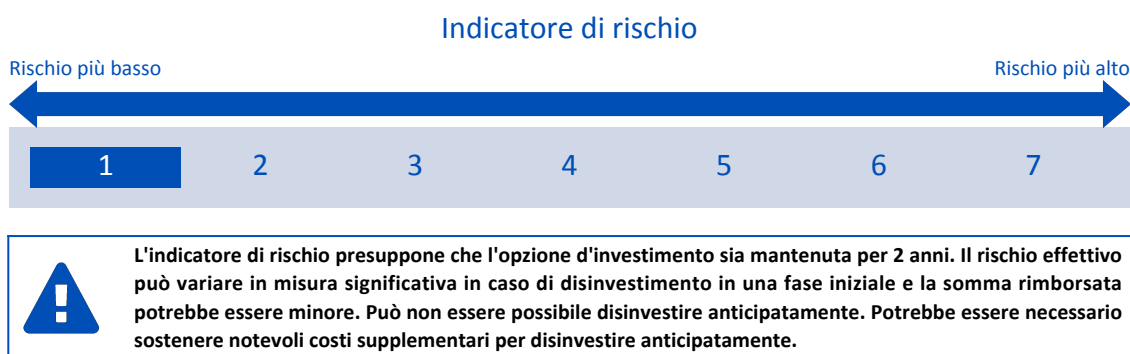 Indicatore di rischio
Rischio più basso Rischio più alto
1 2 3 4 5 6 7
L'indicatore di rischio presuppone che l'opzione d'investimento sia mantenuta per 2 anni. Il rischio effettivo
può variare in misura significativa in caso di disinvestimento in una fase iniziale e la somma rimborsata
potrebbe essere minore. Può non essere possibile disinvestire anticipatamente. Potrebbe essere necessario
sostenere notevoli costi supplementari per disinvestire anticipatamente.